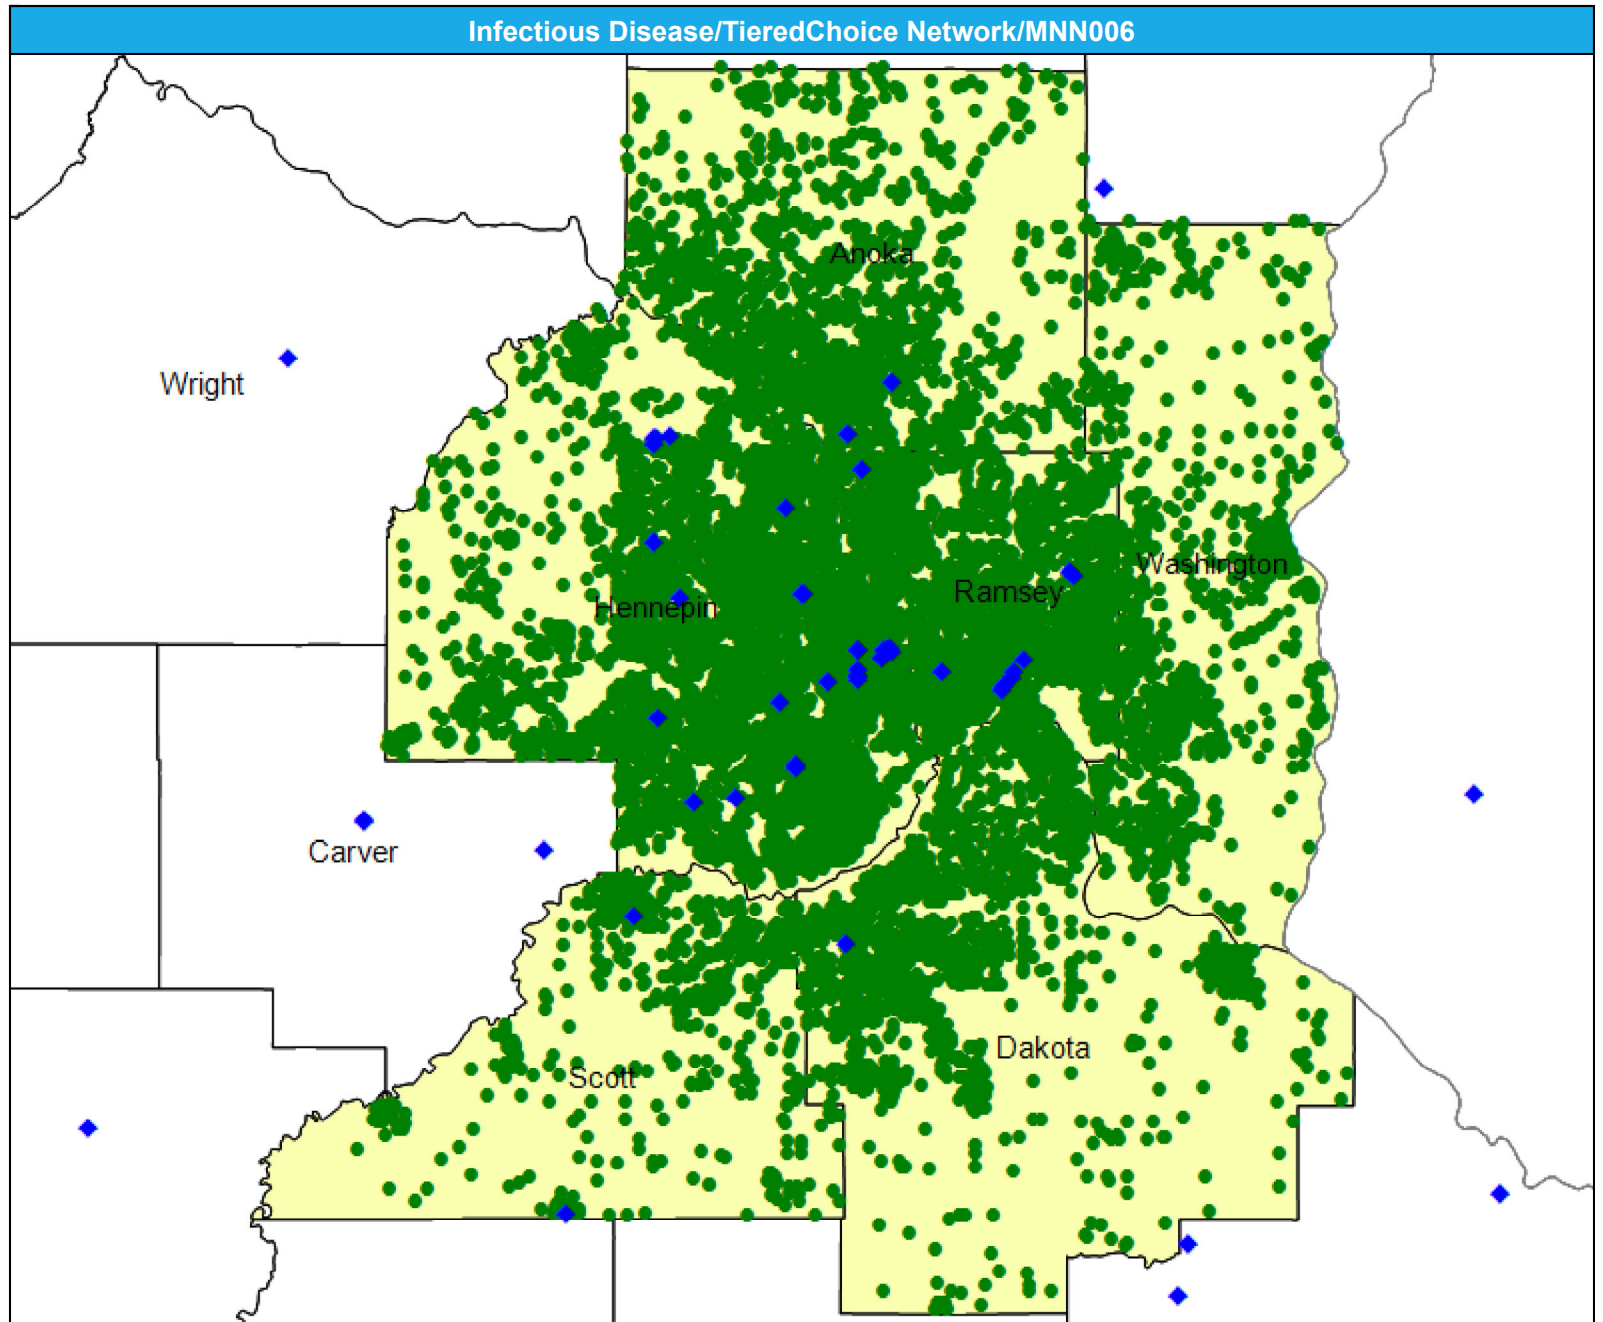 Infectious Disease/TieredChoice Network/MNN006
Anoka
Wright
Washington
Ramsey
Hennepin
Carver
Dakota
Scott